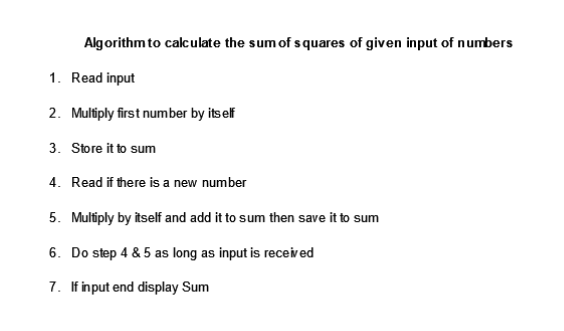 Algorithm to calculate the sum of squares of given input of numbers
1. Read input
2. Multiply first number by itself
3. Store it to sum
4. Read if there is a new number
5. Multiply by itself and add it to sum then save it to sum
6. Do step 4 & 5 as long as input is received
7. If input end display Sum